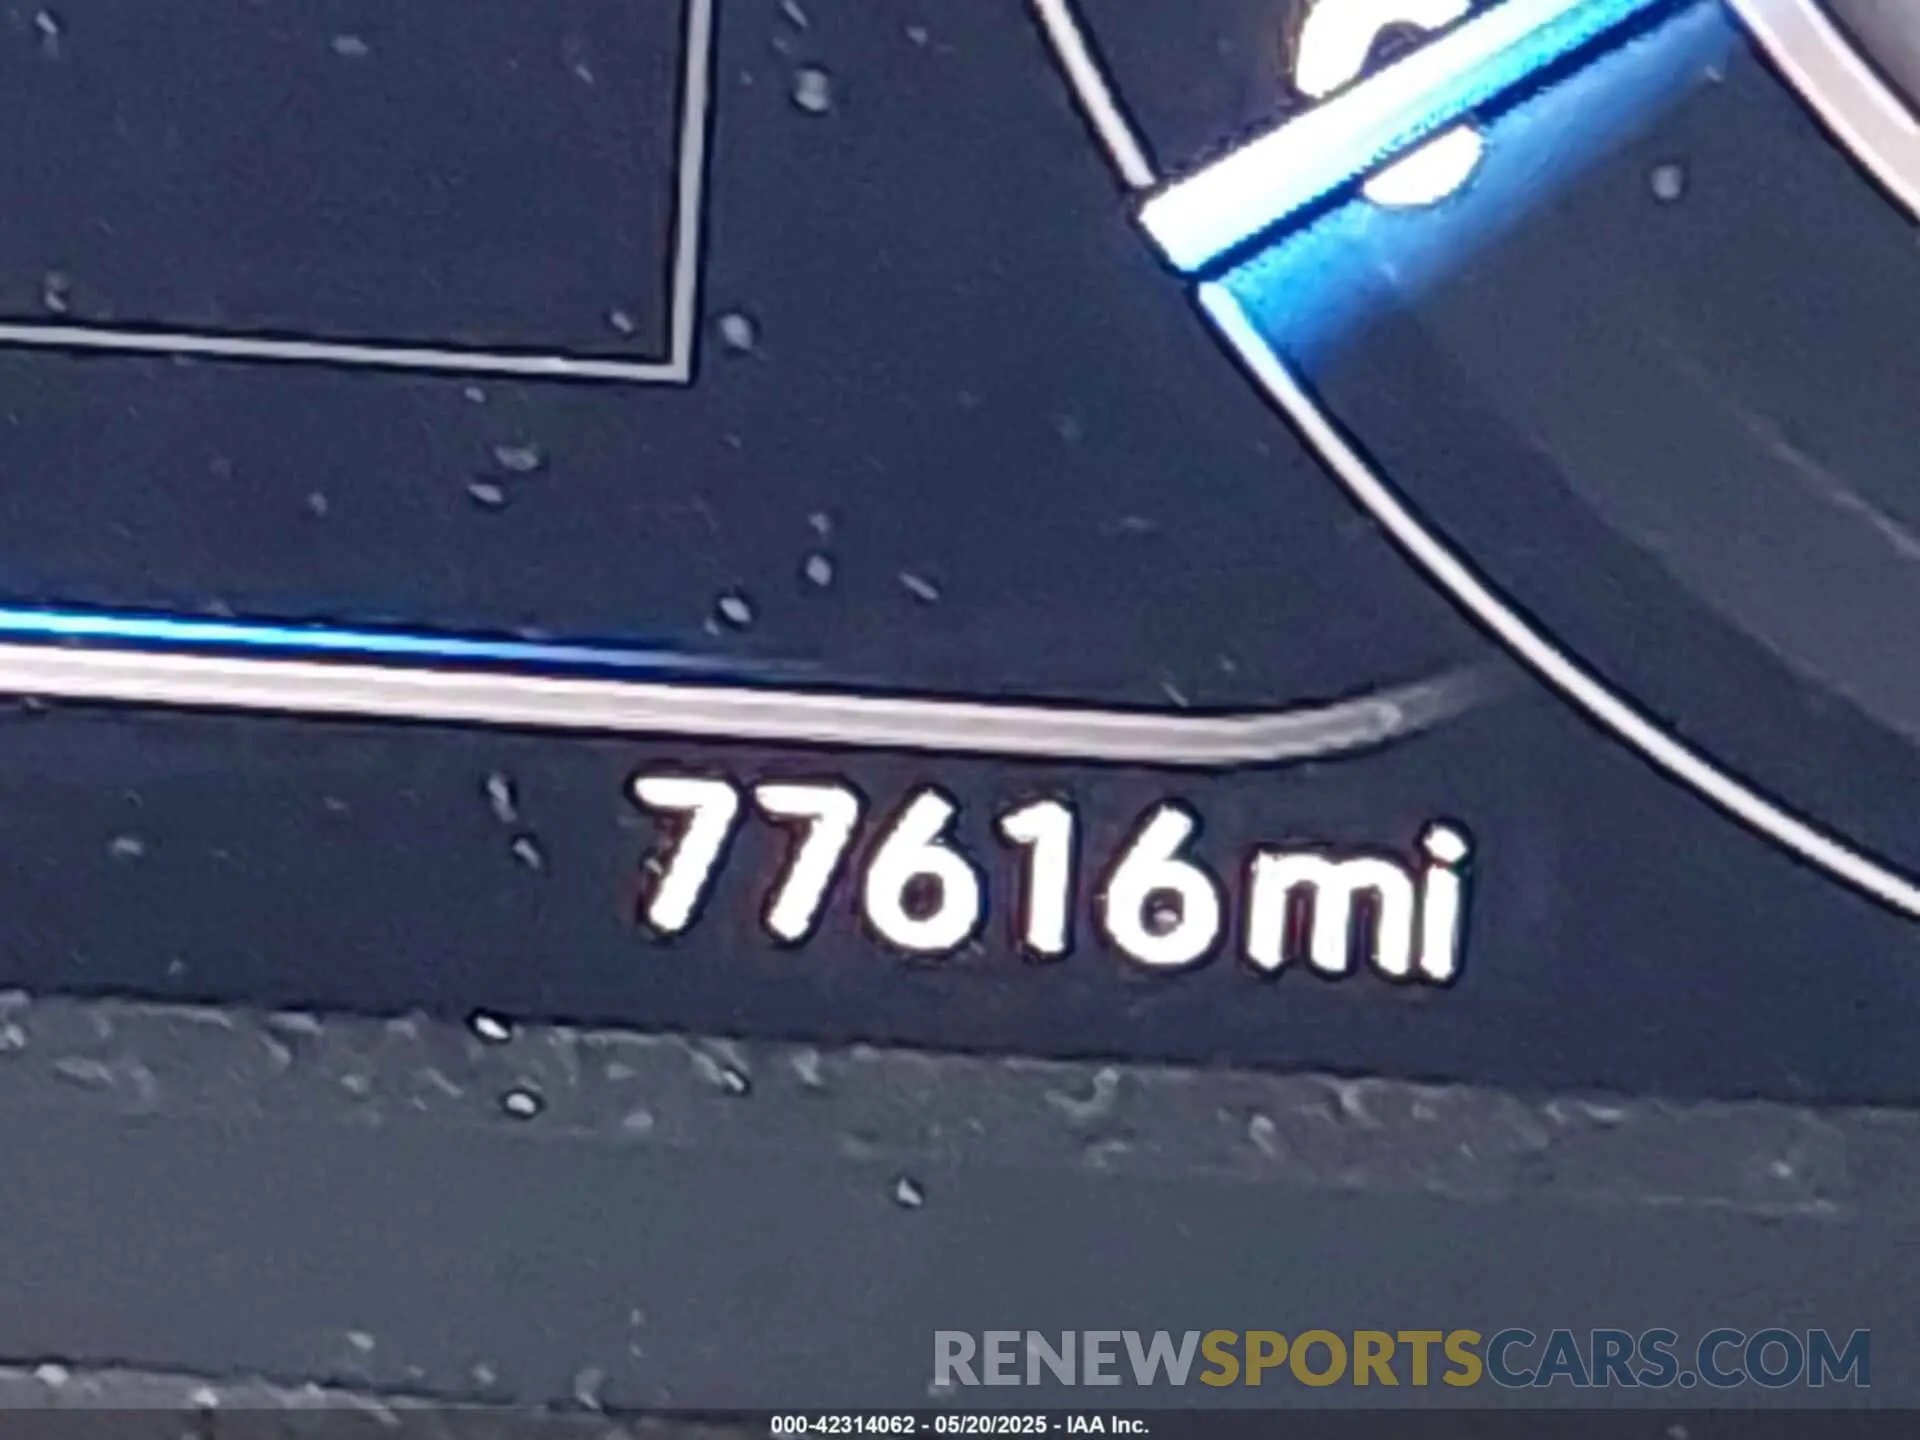 77616mi
RENEWSPORTSCARS.COM
000-42314062 - 05/20/2025 - IAA Inc.